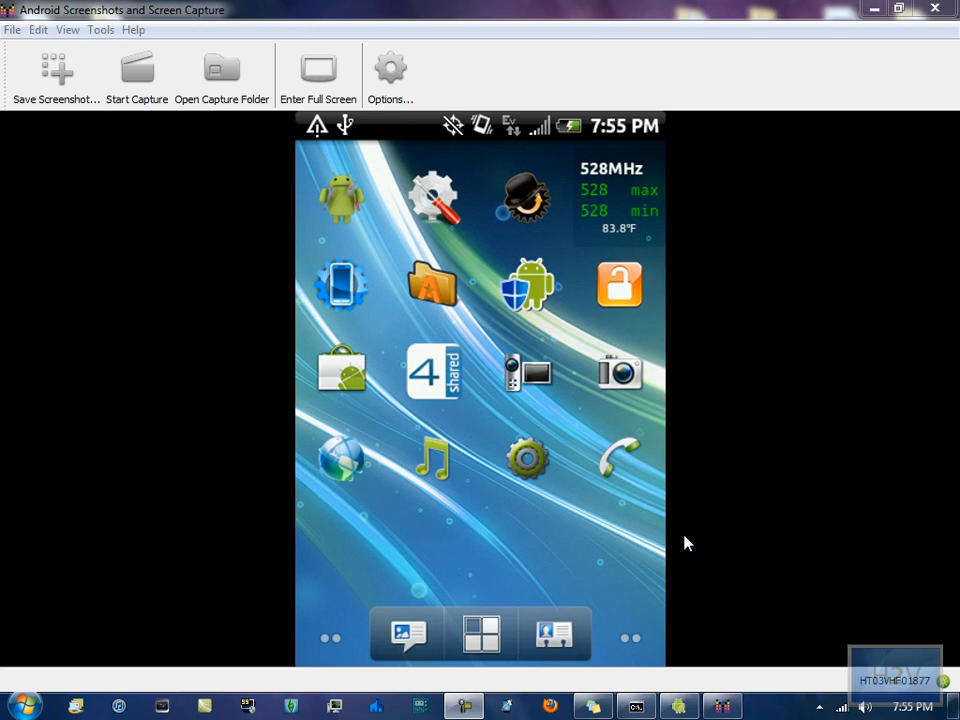 Android Screenshots and Screen Capture
File Edit View Tools Help
Save Screenshot... Start Capture Open Capture Folder Enter Full Screen Options...
Ev 7:55 PM
528MHz
528 max
528 min
83.8°F
A
4 shared
HT03VHF01877
C:\
7:55 PM